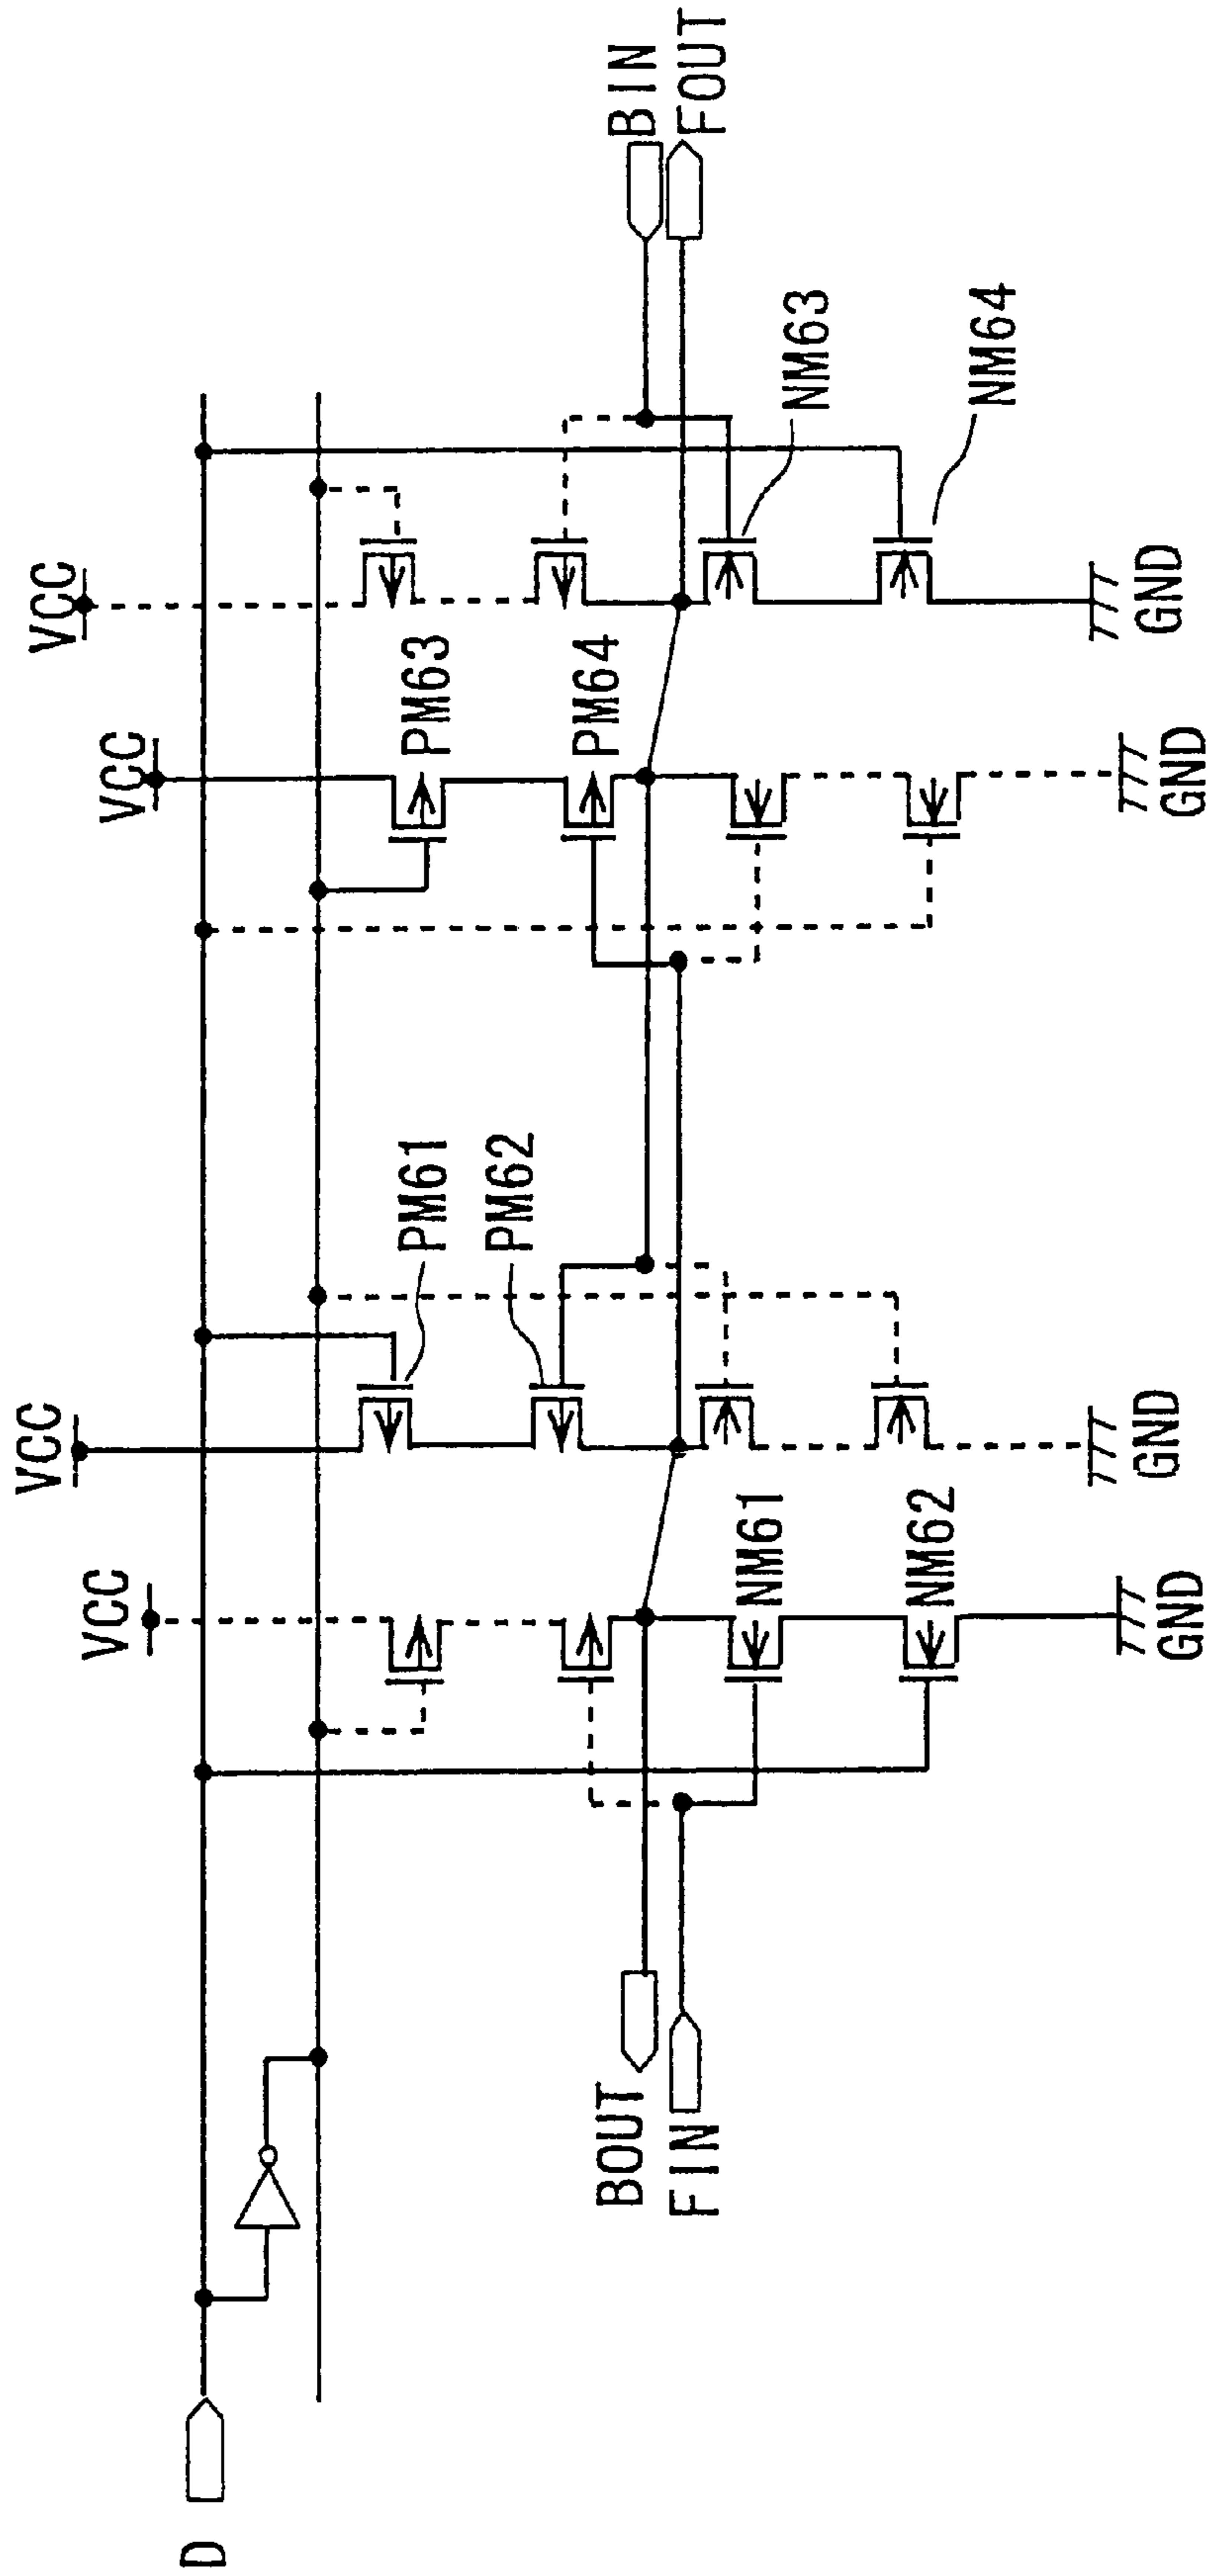 D
BOUT
FIN
VCC
VCC
VCC
VCC
PM61
PM62
PM63
PM64
NM61
NM62
NM63
NM64
GND
GND
GND
GND
BIN
FOUT